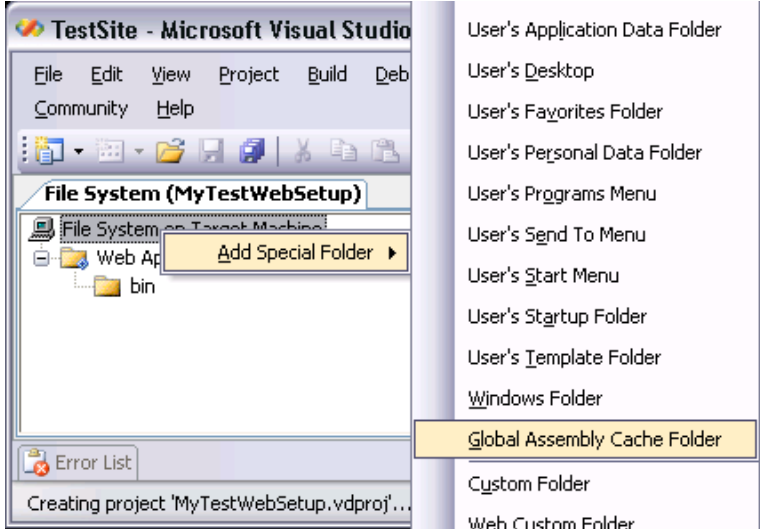 TestSite - Microsoft Visual Studio
File Edit View Project Build Deb
Community Help
File System (MyTestWebSetup)
File System on Target Machine
Web Ap
bin
Add Special Folder
Error List
Creating project 'MyTestWebSetup.vdproj'...
User's Application Data Folder
User's Desktop
User's Favorites Folder
User's Personal Data Folder
User's Programs Menu
User's Send To Menu
User's Start Menu
User's Startup Folder
User's Template Folder
Windows Folder
Global Assembly Cache Folder
Custom Folder
Web Custom Folder